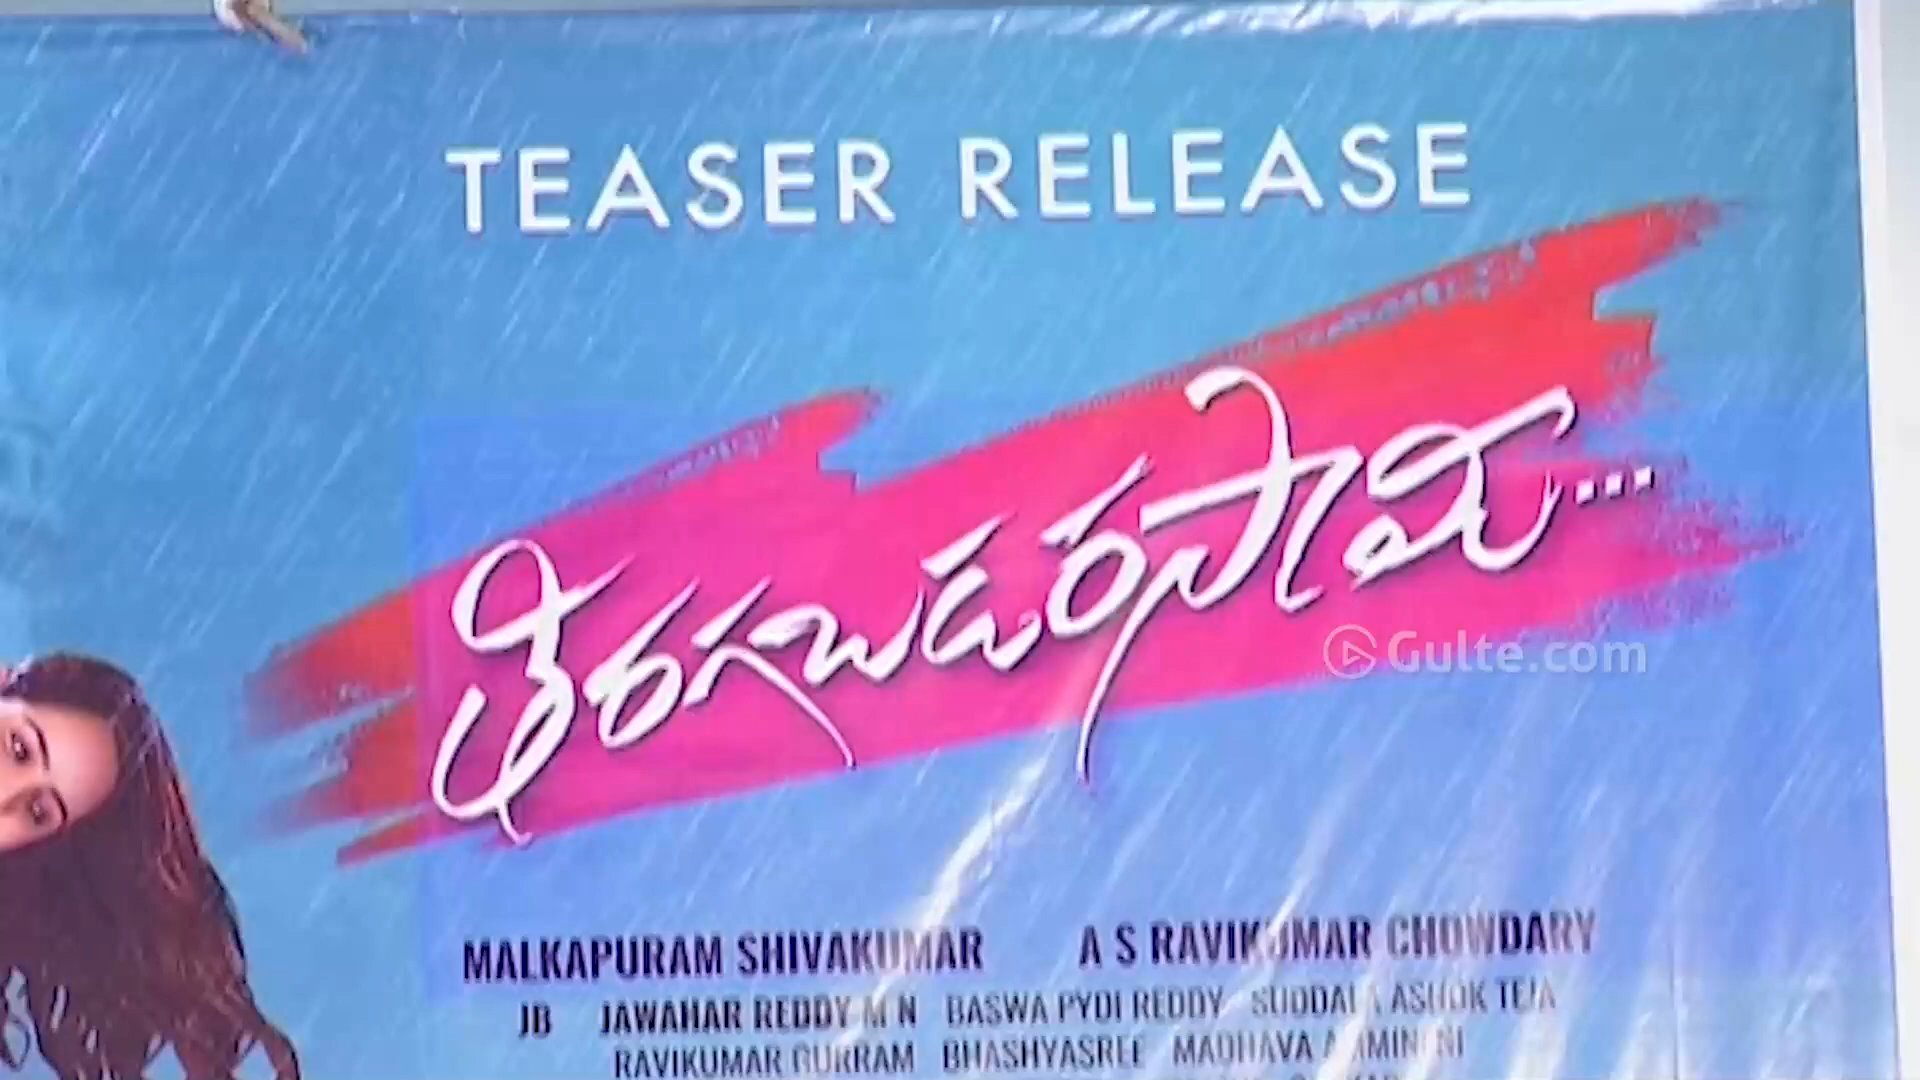 TEASER RELEASE
తిరగబడరసామి...
Gulte.com
MALKAPURAM SHIVAKUMAR A S RAVIKUMAR CHOWDARY
JB JAWAHAR REDDY M N BASWA PYDI REDDY SUDDALA ASHOK TEJA
RAVIKUMAR GURRAM BHASHYASREE MADHAVA